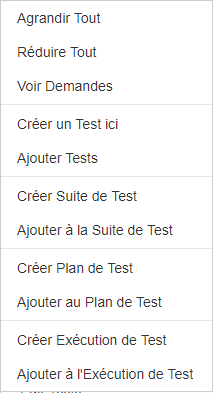 Agrandir Tout
Réduire Tout
Voir Demandes
Créer un Test ici
Ajouter Tests
Créer Suite de Test
Ajouter à la Suite de Test
Créer Plan de Test
Ajouter au Plan de Test
Créer Exécution de Test
Ajouter à l'Exécution de Test